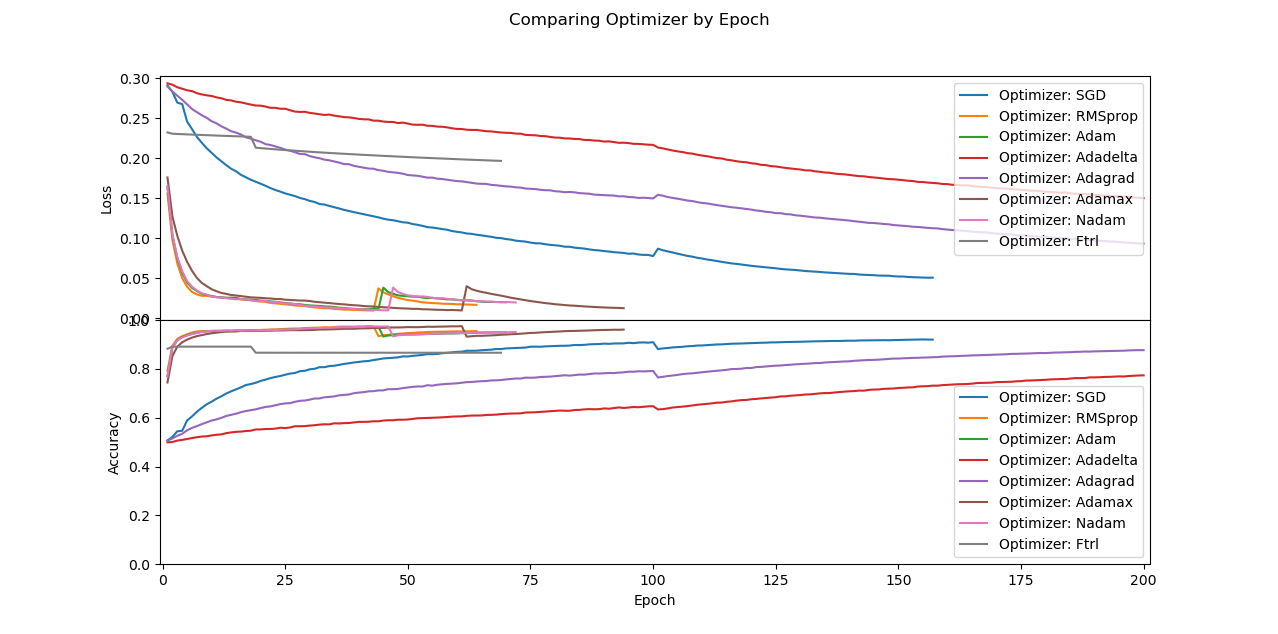 Comparing Optimizer by Epoch
0.30
0.25
0.20
0.15
0.10
0.05
0.00
Loss
Optimizer: SGD
Optimizer: RMSprop
Optimizer: Adam
Optimizer: Adadelta
Optimizer: Adagrad
Optimizer: Adamax
Optimizer: Nadam
Optimizer: Ftrl
1.0
0.8
0.6
0.4
0.2
0.0
Accuracy
Optimizer: SGD
Optimizer: RMSprop
Optimizer: Adam
Optimizer: Adadelta
Optimizer: Adagrad
Optimizer: Adamax
Optimizer: Nadam
Optimizer: Ftrl
0 25 50 75 100 125 150 175 200
Epoch